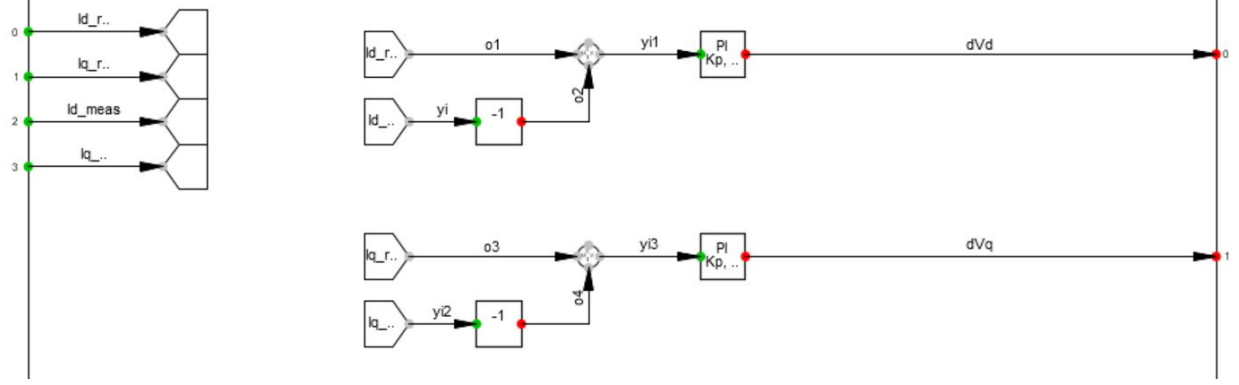 0
Id_r..
1
Iq_r..
2
Id_meas
3
Iq_..
Id_r..
o1
yi1
PI
Kp, ..
dVd
0
Id_..
yi
-1
o2
Iq_r..
o3
yi3
PI
Kp, ..
dVq
1
Iq_..
yi2
-1
o4